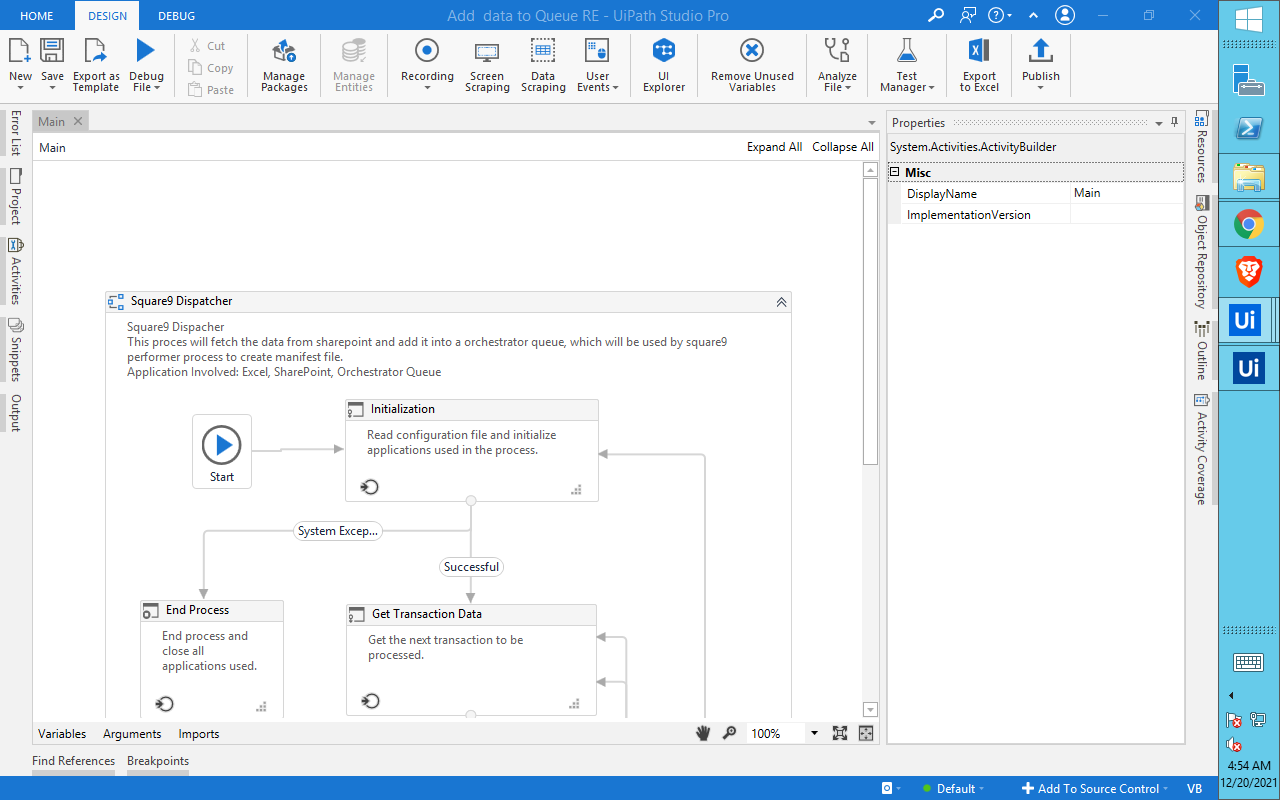 HOME
DESIGN
DEBUG
Add  data to Queue RE - UiPath Studio Pro
New
Save
Export as
Template
Debug
File
Cut
Copy
Paste
Manage
Packages
Manage
Entities
Recording
Screen
Scraping
Data
Scraping
User
Events
UI
Explorer
Remove Unused
Variables
Analyze
File
Test
Manager
Export
to Excel
Publish
Error List
Project
Activities
Snippets
Output
Main
Main
Expand All
Collapse All
Square9 Dispatcher
Square9 Dispacher
This proces will fetch the data from sharepoint and add it into a orchestrator queue, which will be used by square9
performer process to create manifest file.
Application Involved: Excel, SharePoint, Orchestrator Queue
Start
Initialization
Read configuration file and initialize
applications used in the process.
System Excep...
Successful
End Process
End process and
close all
applications used.
Get Transaction Data
Get the next transaction to be
processed.
Variables
Arguments
Imports
100%
Find References
Breakpoints
Properties
System.Activities.ActivityBuilder
Misc
DisplayName
Main
ImplementationVersion
Resources
Object Repository
Outline
Activity Coverage
Default
Add To Source Control
VB
Ui
Ui
4:54 AM
12/20/2021